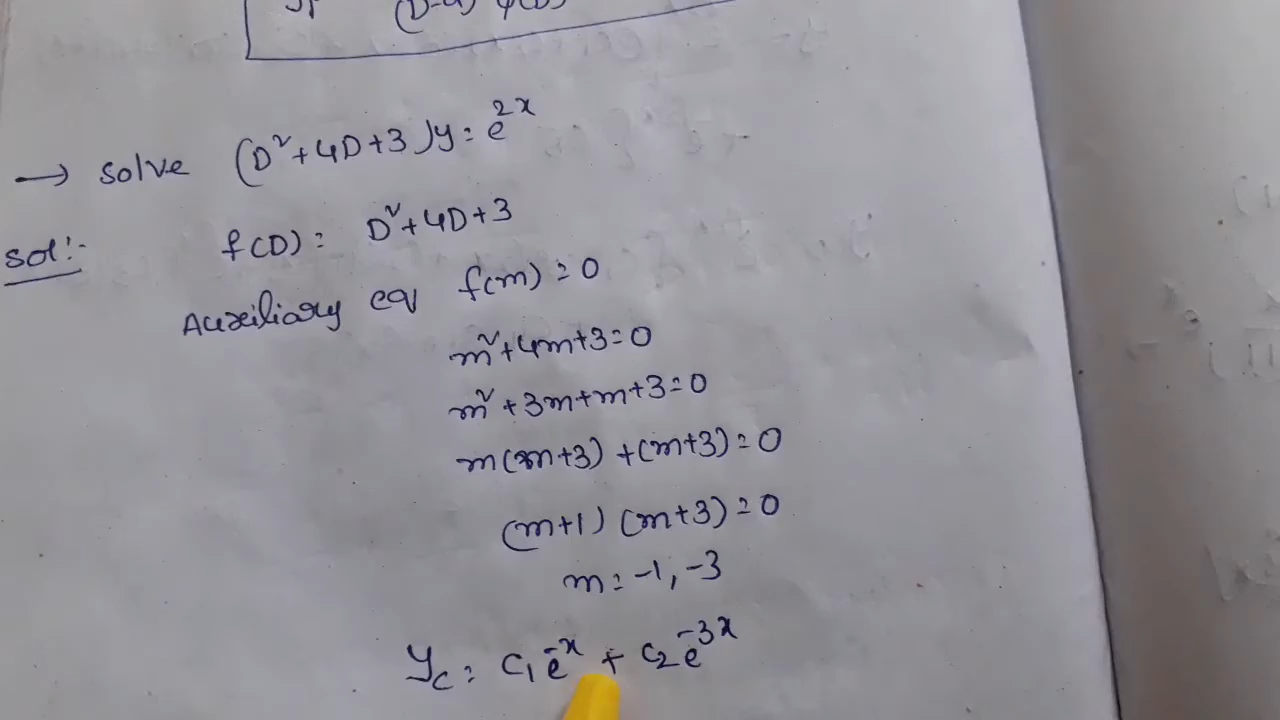 → solve (D²+4D+3)y = e^{2x}
Sol:- f(D) = D²+4D+3
Auxiliary eq f(m) = 0
m²+4m+3=0
m²+3m+m+3=0
m(m+3)+(m+3)=0
(m+1)(m+3)=0
m=-1,-3
y_c = c₁e^{-x} + c₂e^{-3x}